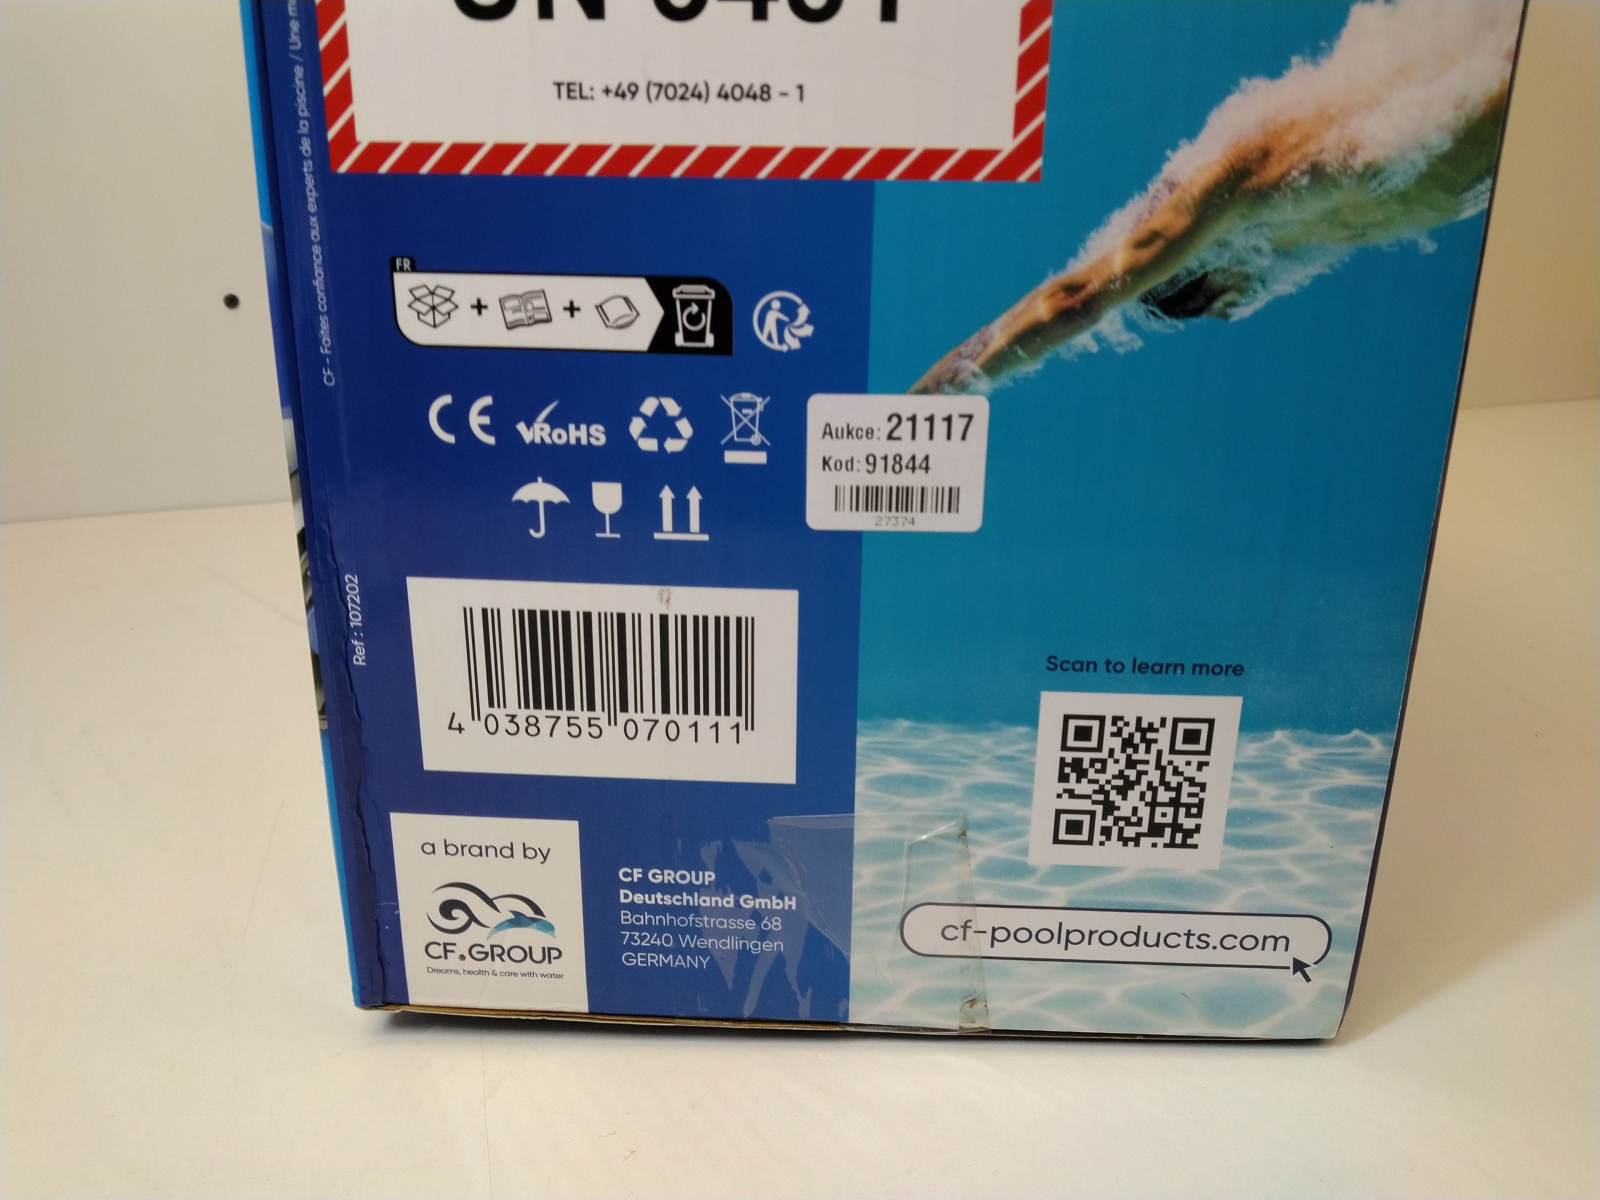 TEL: +49 (7024) 4048 - 1
CF - Faites confiance aux experts de la piscine / Une
FR
CE
RoHS
Aukce: 21117
Kod: 91844
27374
Ref : 107202
4 038755 070111
Scan to learn more
a brand by
CF.GROUP
Dreams, health & care with water
CF GROUP
Deutschland GmbH
Bahnhofstrasse 68
73240 Wendlingen
GERMANY
cf-poolproducts.com